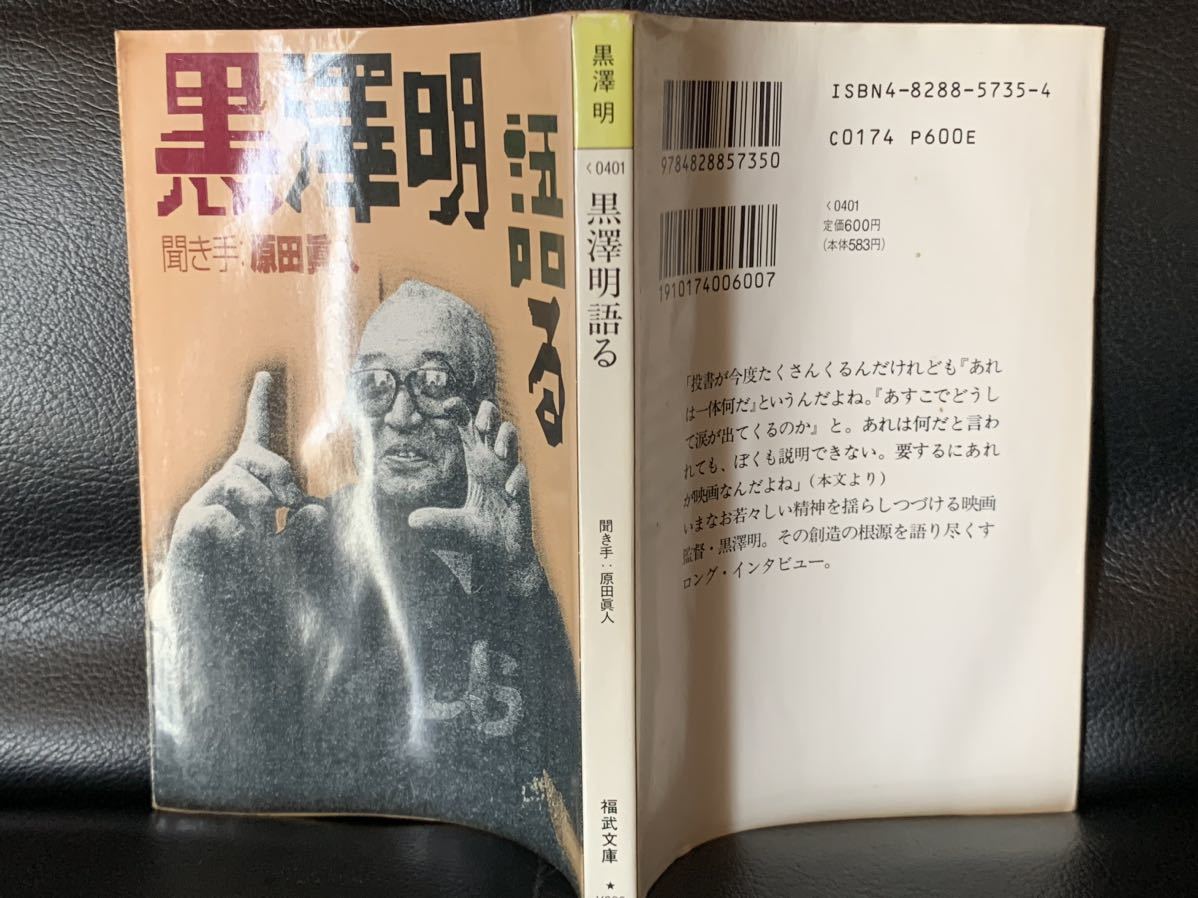 黒澤明
語る
聞き手:原田眞人
黒澤明
く0401
黒澤明語る
聞き手:原田眞人
福武文庫
★
ISBN4-8288-5735-4
C0174 P600E
9784828857350
1910174006007
く0401
定価600円
(本体583円)
「投書が今度たくさんくるんだけれども『あれ
は一体何だ』というんだよね。『あすこでどうし
て涙が出てくるのか』と。あれは何だと言わ
れても、ぼくも説明できない。要するにあれ
が映画なんだよね」(本文より)
いまなお若々しい精神を揺らしつづける映画
監督・黒澤明。その創造の根源を語り尽くす
ロング・インタビュー。